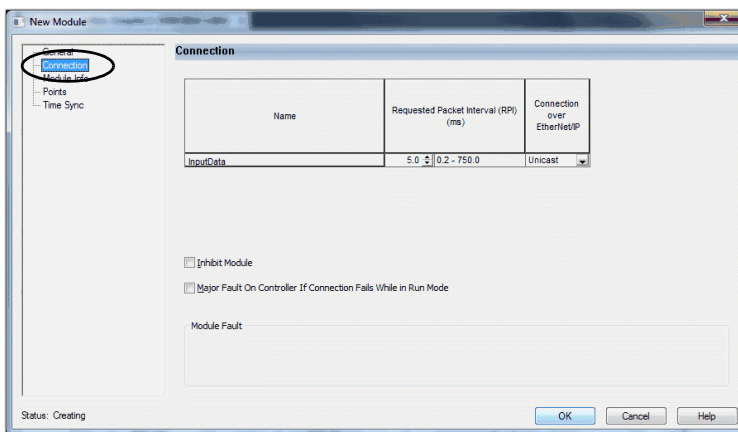 New Module
General
Connection
Module Info
Points
Time Sync
Connection
Name
Requested Packet Interval (RPI)
(ms)
Connection
over
EtherNet/IP
InputData
5.0
0.2 - 750.0
Unicast
Inhibit Module
Major Fault On Controller If Connection Fails While in Run Mode
Module Fault
Status: Creating
OK
Cancel
Help